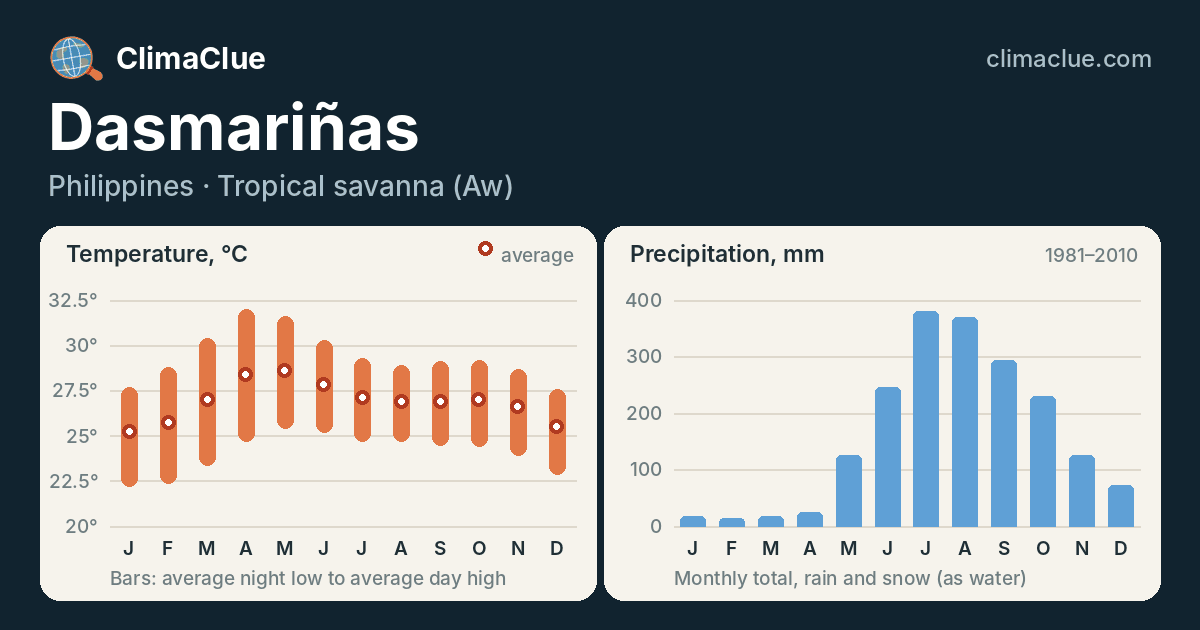 ClimaClue
climaclue.com
Dasmariñas
Philippines · Tropical savanna (Aw)
Temperature, °C
average
32.5°
30°
27.5°
25°
22.5°
20°
J F M A M J J A S O N D
Bars: average night low to average day high
Precipitation, mm
1981–2010
400
300
200
100
0
J F M A M J J A S O N D
Monthly total, rain and snow (as water)